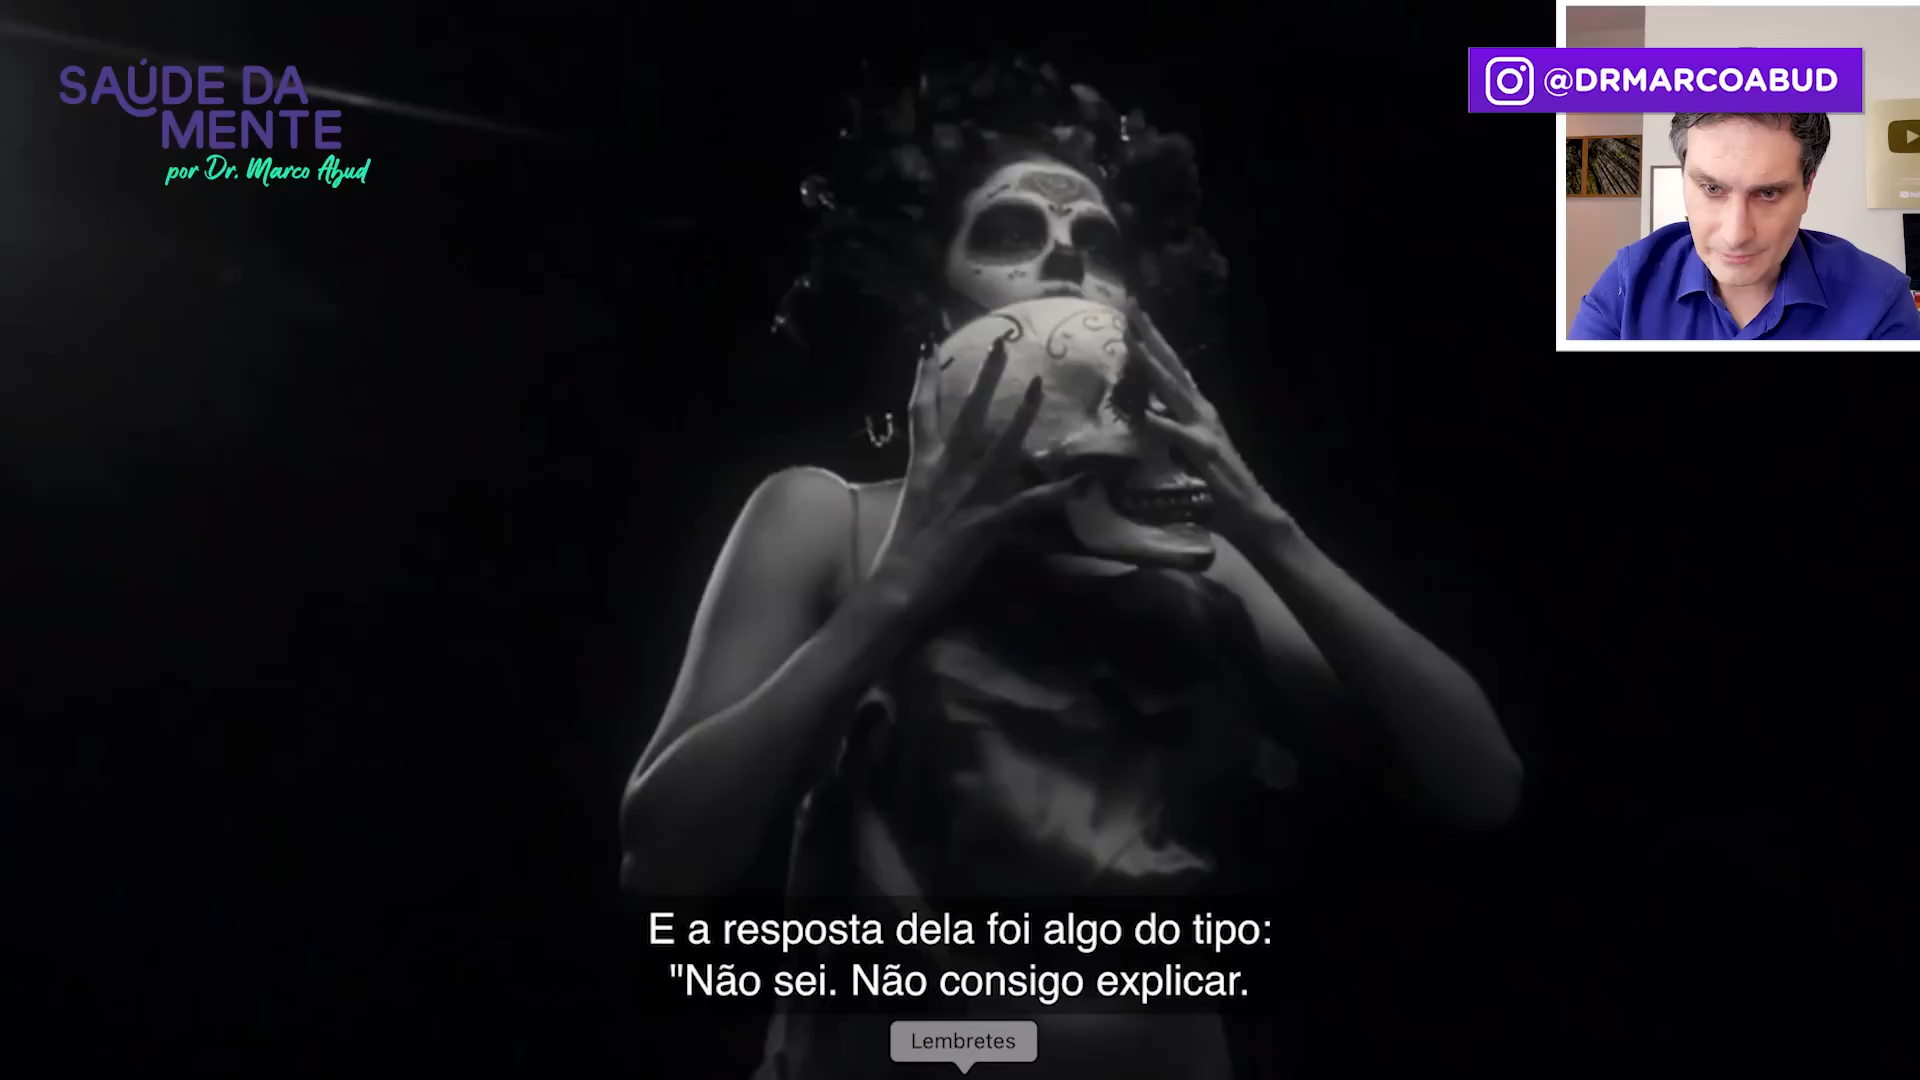 SAÚDE DA
MENTE
por Dr. Marco Abud
@DRMARCOABUD
E a resposta dela foi algo do tipo:
"Não sei. Não consigo explicar.
Lembretes